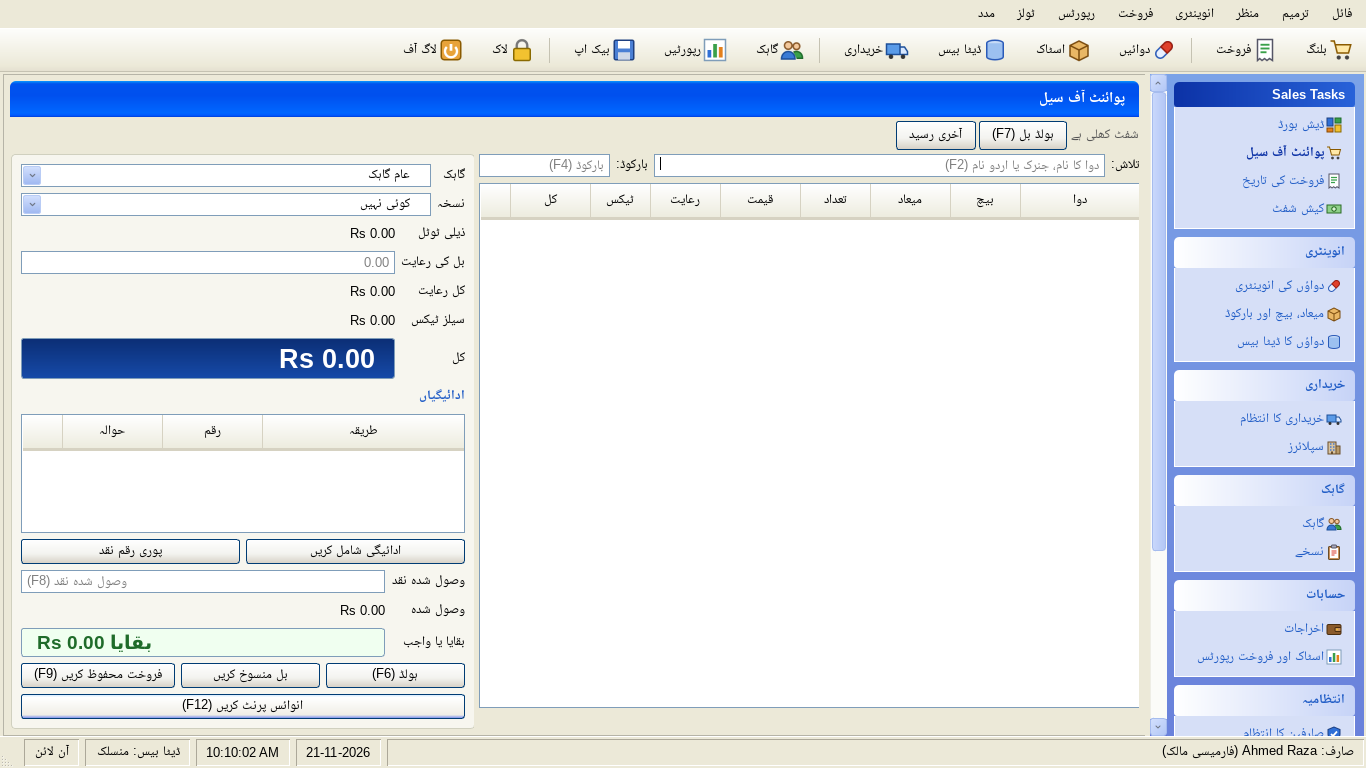 فائل ترمیم منظر انوینٹری فروخت رپورٹس ٹولز مدد
بلنگ فروخت دوائیں اسٹاک ڈیٹا بیس خریداری گاہک رپورٹیں بیک اپ لاک لاگ آف
Sales Tasks
ڈیش بورڈ
پوائنٹ آف سیل
فروخت کی تاریخ
کیش شفٹ
انوینٹری
دواؤں کی انوینٹری
میعاد، بیچ اور بارکوڈ
دواؤں کا ڈیٹا بیس
خریداری
خریداری کا انتظام
سپلائرز
گاہک
گاہک
نسخے
حسابات
اخراجات
اسٹاک اور فروخت رپورٹس
انتظامیہ
صارفین کا انتظام
پوائنٹ آف سیل
شفٹ کھلی ہے ہولڈ بل (F7) آخری رسید
تلاش: دوا کا نام، جنرک یا اردو نام (F2) بارکوڈ: بارکوڈ (F4)
دوا بیچ میعاد تعداد قیمت رعایت ٹیکس کل
گاہک عام گاہک
نسخہ کوئی نہیں
ذیلی ٹوٹل Rs 0.00
بل کی رعایت 0.00
کل رعایت Rs 0.00
سیلز ٹیکس Rs 0.00
کل Rs 0.00
ادائیگیاں
طریقہ رقم حوالہ
ادائیگی شامل کریں پوری رقم نقد
وصول شدہ نقد وصول شدہ نقد (F8)
وصول شدہ Rs 0.00
بقایا یا واجب بقایا Rs 0.00
ہولڈ (F6) بل منسوخ کریں فروخت محفوظ کریں (F9)
انوائس پرنٹ کریں (F12)
صارف: Ahmed Raza (فارمیسی مالک) 21-11-2026 10:10:02 AM ڈیٹا بیس: منسلک آن لائن